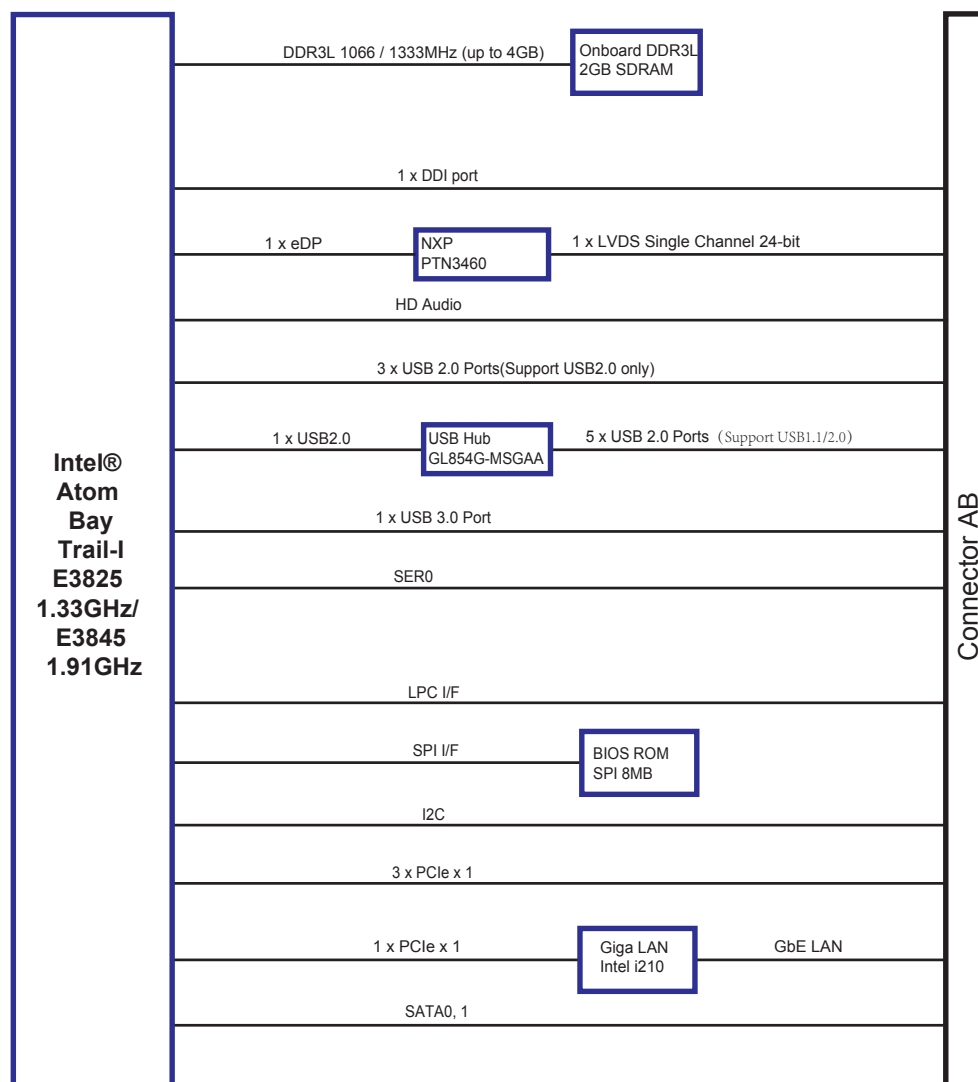 DDR3L 1066 / 1333MHz (up to 4GB)
Onboard DDR3L
2GB SDRAM
1 x DDI port
1 x eDP
NXP
PTN3460
1 x LVDS Single Channel 24-bit
HD Audio
3 x USB 2.0 Ports(Support USB2.0 only)
1 x USB2.0
USB Hub
GL854G-MSGAA
5 x USB 2.0 Ports（Support USB1.1/2.0）
Intel®
Atom
Bay
Trail-I
E3825
1.33GHz/
E3845
1.91GHz
1 x USB 3.0 Port
SER0
Connector AB
LPC I/F
SPI I/F
BIOS ROM
SPI 8MB
I2C
3 x PCIe x 1
1 x PCIe x 1
Giga LAN
Intel i210
GbE LAN
SATA0, 1